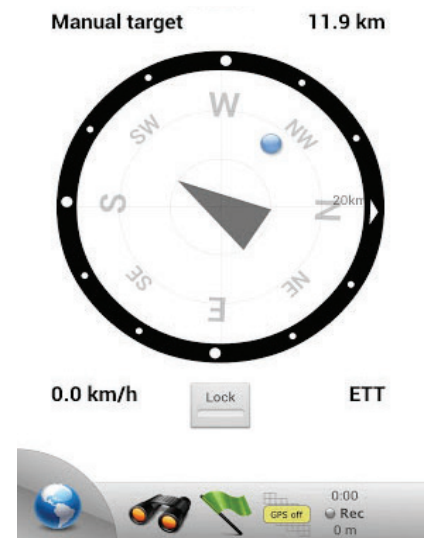 Manual target 11.9 km
W
SW NW
S 20km N
SE NE
E
0.0 km/h Lock ETT
0:00
GPS off Rec
0 m